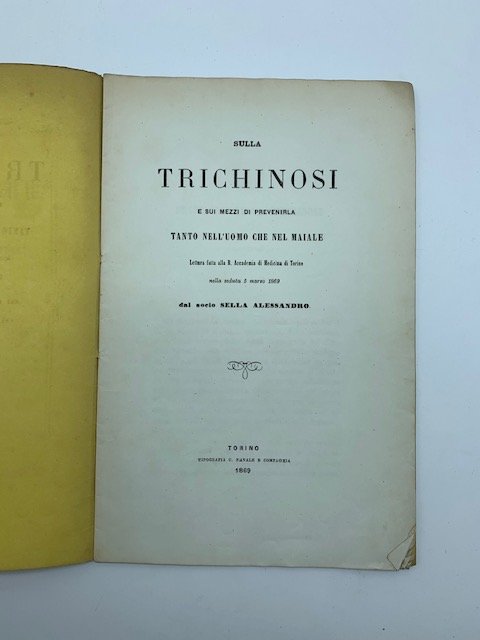 SULLA
TRICHINOSI
E SUI MEZZI DI PREVENIRLA
TANTO NELL'UOMO CHE NEL MAIALE
Lettura fatta alla R. Accademia di Medicina di Torino
nella seduta 5 marzo 1869
dal socio SELLA ALESSANDRO.
TORINO
TIPOGRAFIA C. FAVALE E COMPAGNIA
1869